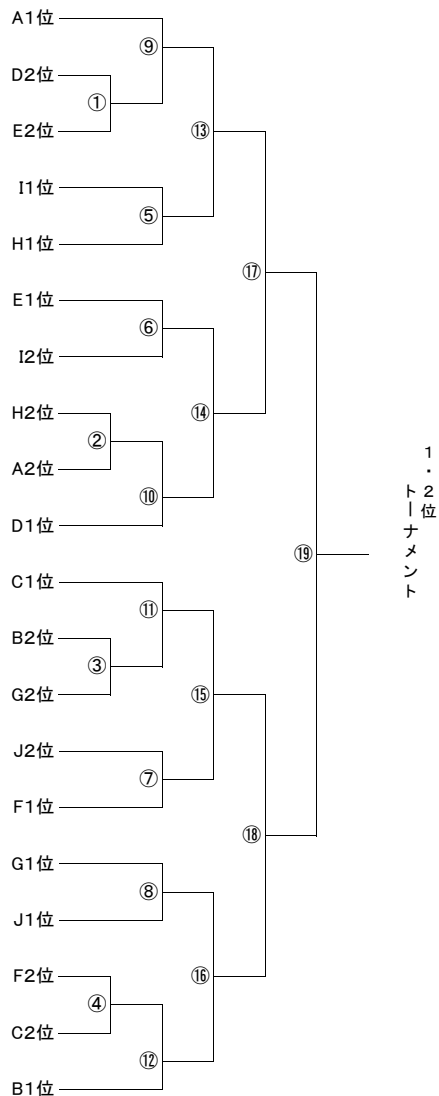 A1位
⑨
D2位
①
E2位
⑬
I1位
⑤
H1位
⑰
E1位
⑥
I2位
H2位
⑭
②
A2位
⑩
D1位
⑲
1・2位
トーナメント
C1位
⑪
B2位
③
G2位
⑮
J2位
⑦
F1位
⑱
G1位
⑧
J1位
F2位
⑯
④
C2位
⑫
B1位